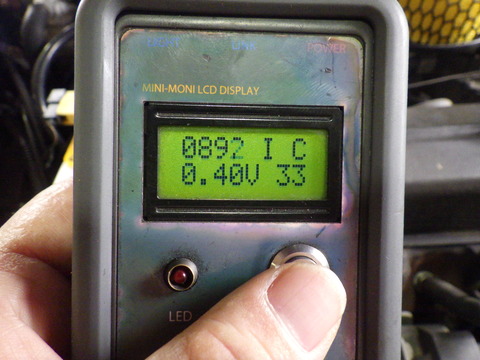 POWER
MINI-MONI LCD DISPLAY
0892 I C
0.40V 33
LED